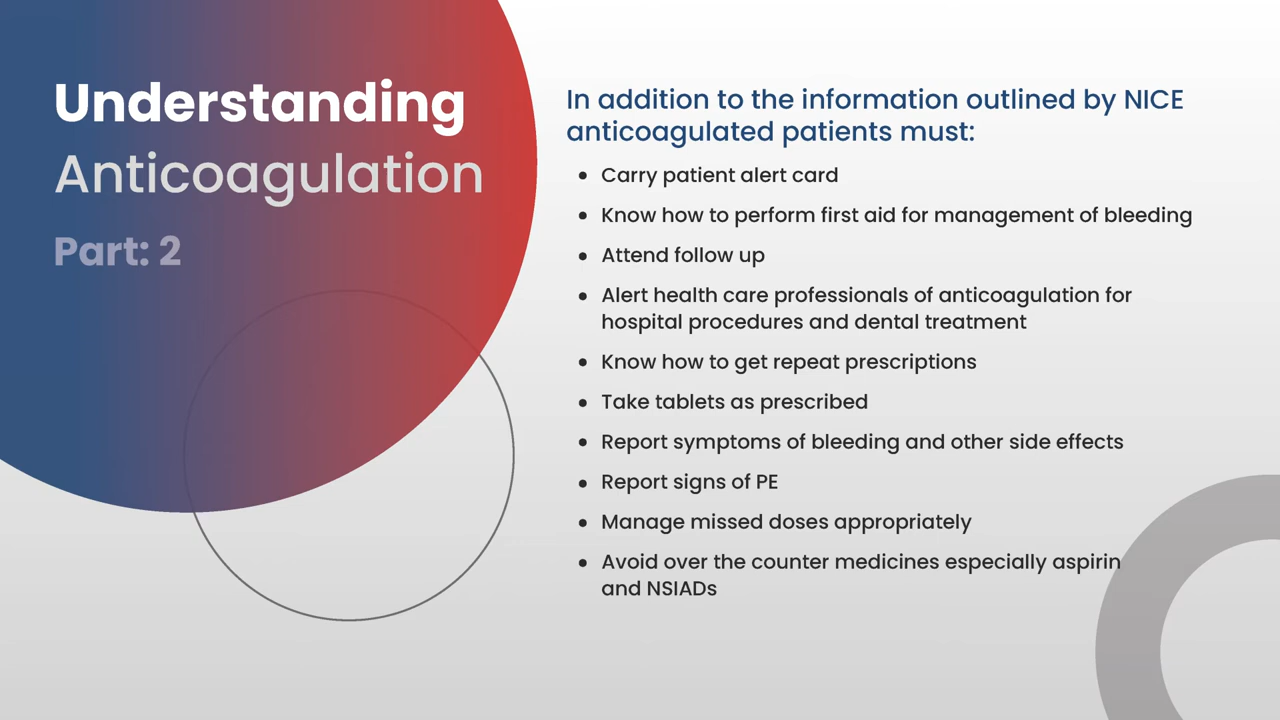 Understanding
Anticoagulation
Part: 2
In addition to the information outlined by NICE
anticoagulated patients must:
• Carry patient alert card
• Know how to perform first aid for management of bleeding
• Attend follow up
• Alert health care professionals of anticoagulation for
hospital procedures and dental treatment
• Know how to get repeat prescriptions
• Take tablets as prescribed
• Report symptoms of bleeding and other side effects
• Report signs of PE
• Manage missed doses appropriately
• Avoid over the counter medicines especially aspirin
and NSIADs